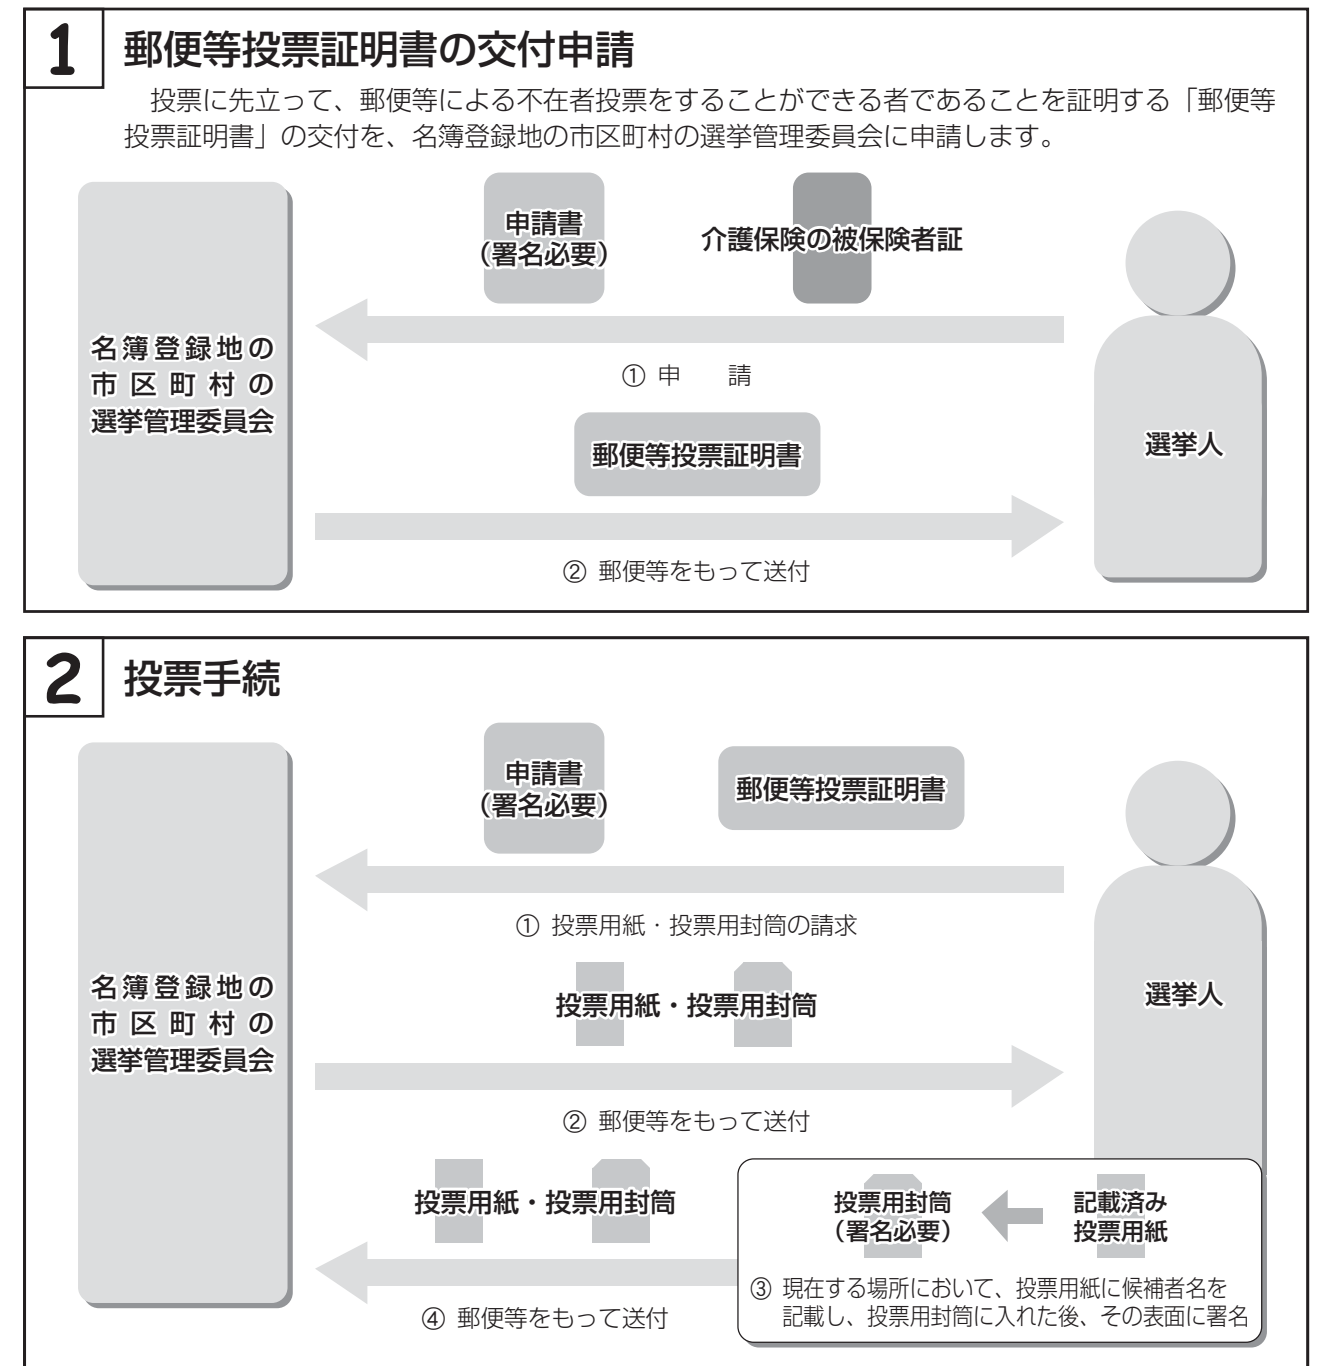 1
郵便等投票証明書の交付申請
投票に先立って、郵便等による不在者投票をすることができる者であることを証明する「郵便等
投票証明書」の交付を、名簿登録地の市区町村の選挙管理委員会に申請します。
申請書
(署名必要)
介護保険の被保険者証
名簿登録地の
市区町村の
選挙管理委員会
① 申　請
郵便等投票証明書
選挙人
② 郵便等をもって送付
2
投票手続
申請書
(署名必要)
郵便等投票証明書
① 投票用紙・投票用封筒の請求
名簿登録地の
市区町村の
選挙管理委員会
投票用紙・投票用封筒
選挙人
② 郵便等をもって送付
投票用紙・投票用封筒
投票用封筒
(署名必要)
記載済み
投票用紙
③ 現在する場所において、投票用紙に候補者名を
記載し、投票用封筒に入れた後、その表面に署名
④ 郵便等をもって送付